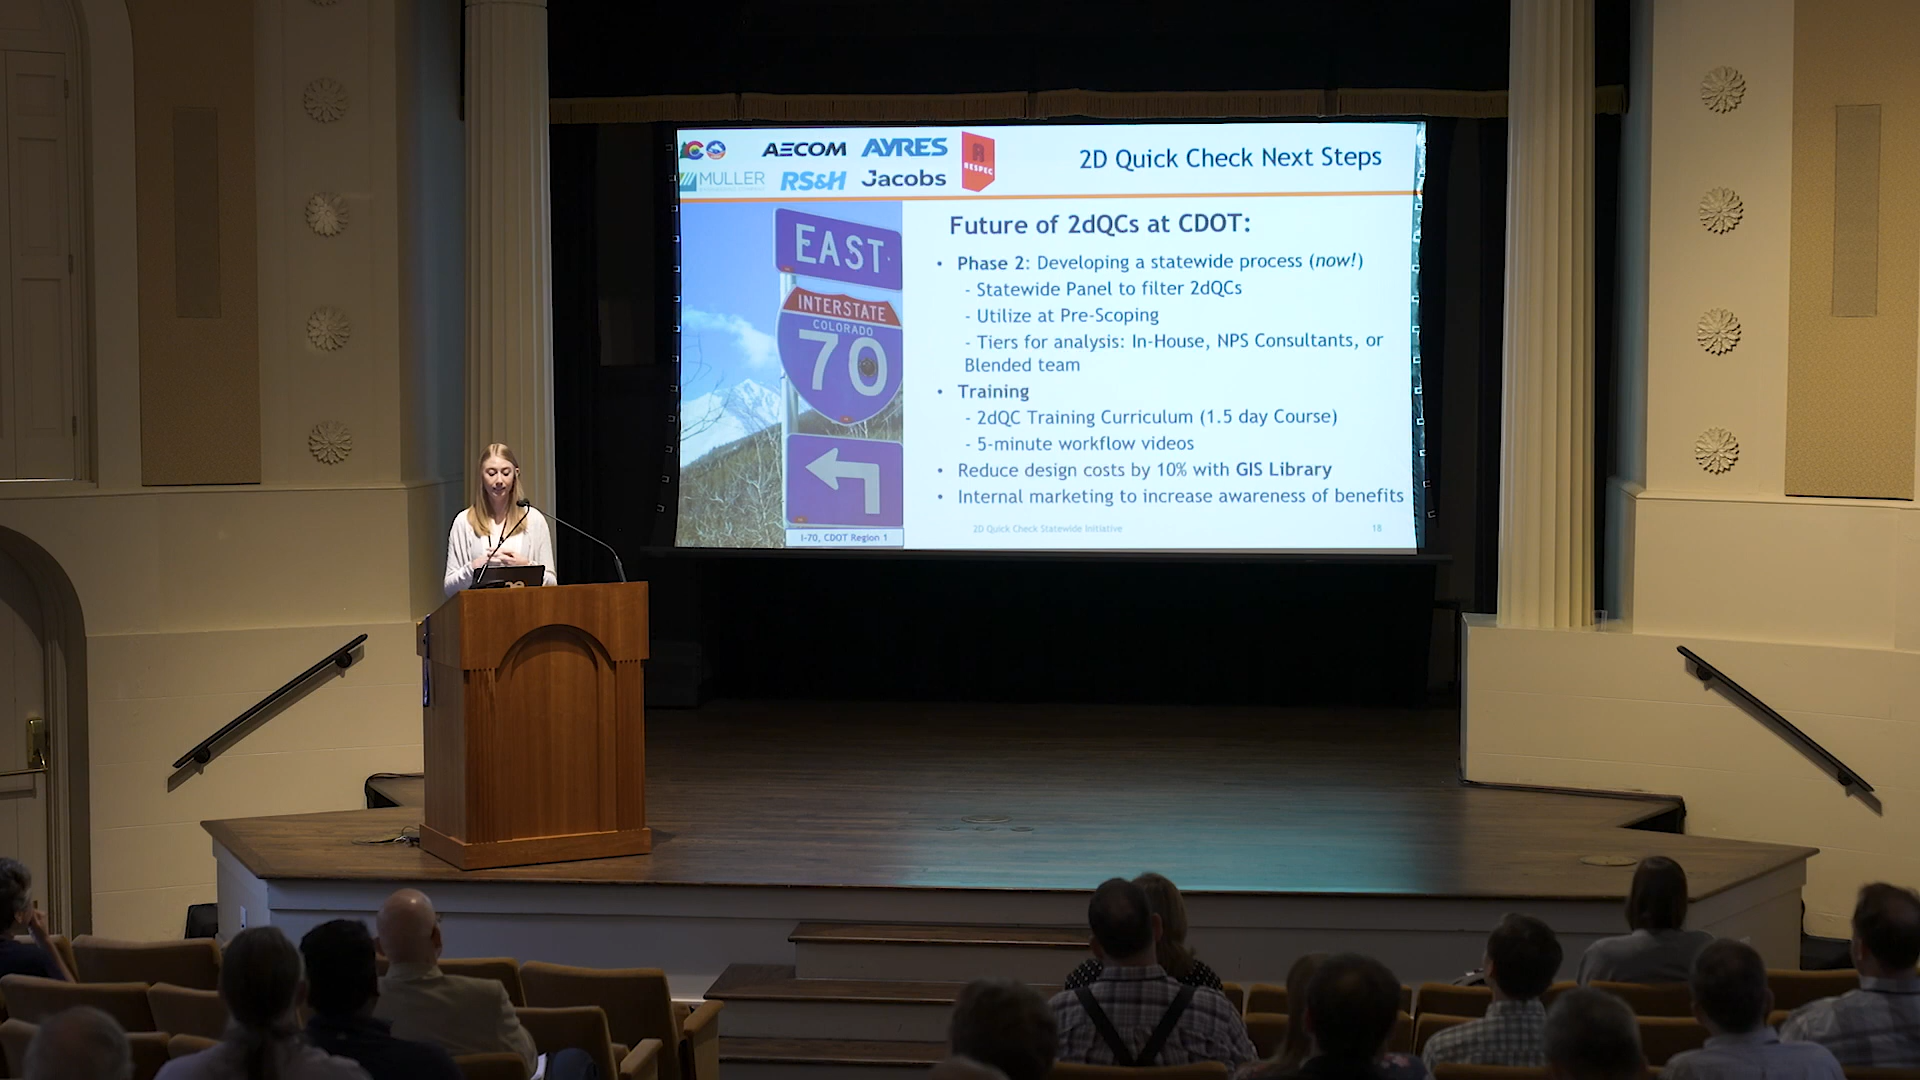 AECOM
AYRES
RESPEC
MULLER
RS&H
Jacobs
2D Quick Check Next Steps
EAST
INTERSTATE
COLORADO
70
I-70, CDOT Region 1
Future of 2dQCs at CDOT:
• Phase 2: Developing a statewide process (now!)
- Statewide Panel to filter 2dQCs
- Utilize at Pre-Scoping
- Tiers for analysis: In-House, NPS Consultants, or
Blended team
• Training
- 2dQC Training Curriculum (1.5 day Course)
- 5-minute workflow videos
• Reduce design costs by 10% with GIS Library
• Internal marketing to increase awareness of benefits
2D Quick Check Statewide Initiative
18